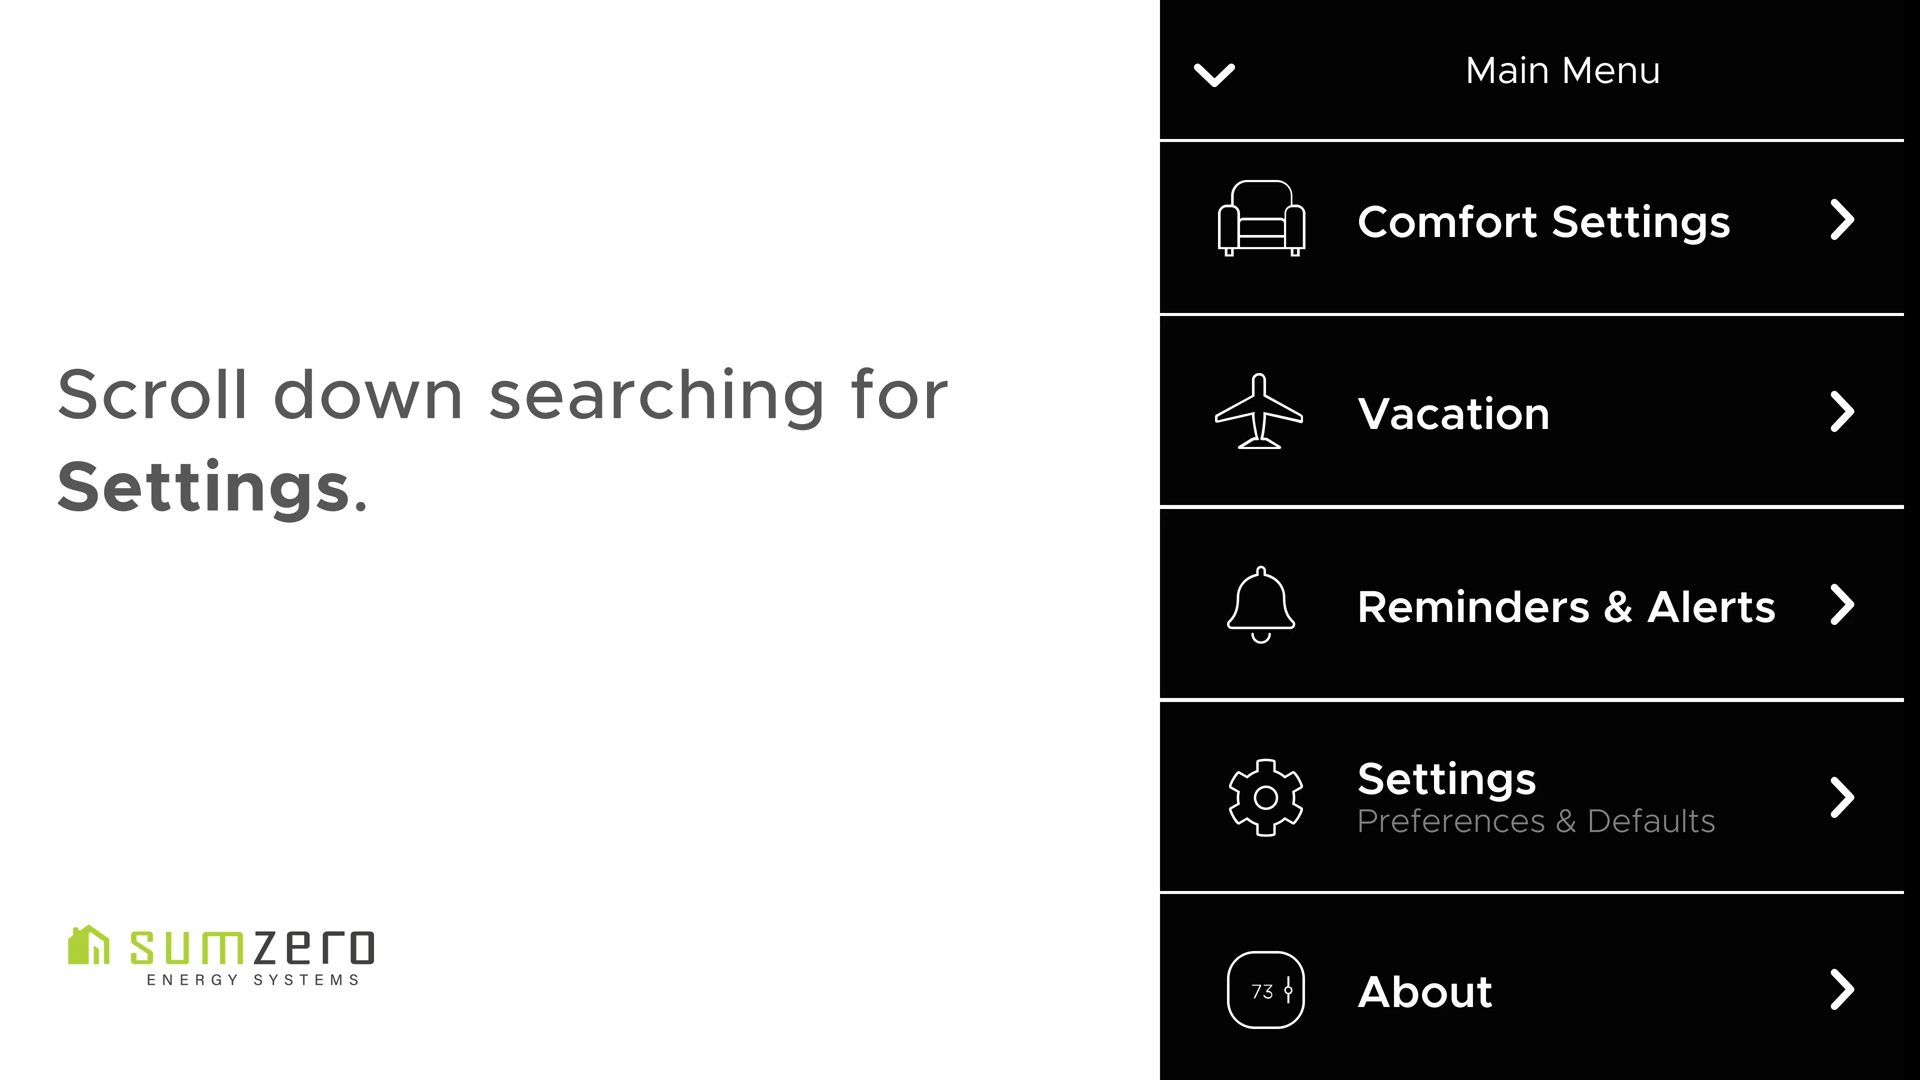 Scroll down searching for
Settings.
sumzero
ENERGY SYSTEMS
Main Menu
Comfort Settings
Vacation
Reminders & Alerts
Settings
Preferences & Defaults
73
About